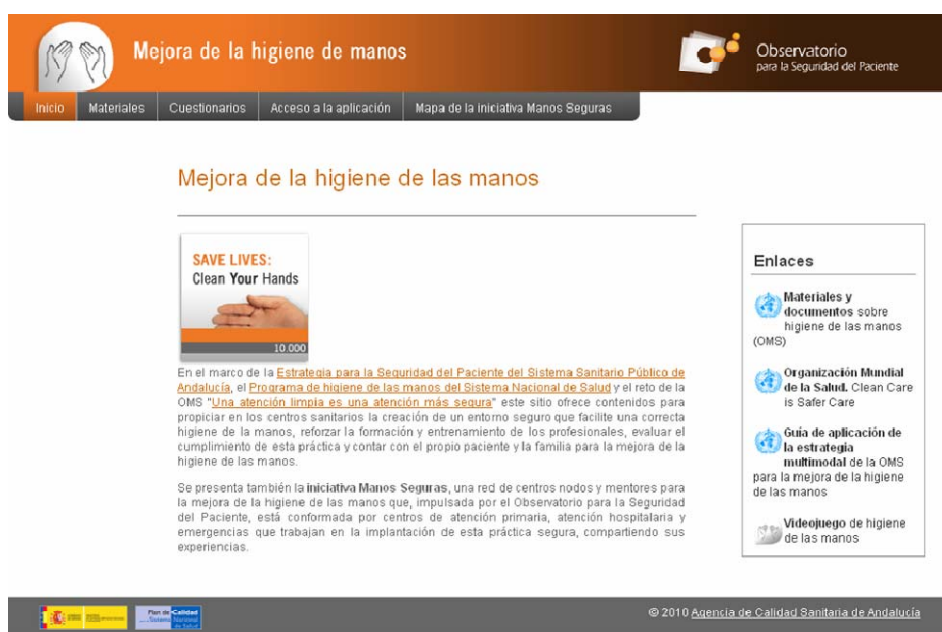 Mejora de la higiene de manos
Observatorio
para la Seguridad del Paciente
Inicio
Materiales
Cuestionarios
Acceso a la aplicación
Mapa de la iniciativa Manos Seguras
Mejora de la higiene de las manos
SAVE LIVES:
Clean Your Hands
10.000
En el marco de la Estrategia para la Seguridad del Paciente del Sistema Sanitario Público de
Andalucía, el Programa de higiene de las manos del Sistema Nacional de Salud y el reto de la
OMS "Una atención limpia es una atención más segura" este sitio ofrece contenidos para
propiciar en los centros sanitarios la creación de un entorno seguro que facilite una correcta
higiene de la manos, reforzar la formación y entrenamiento de los profesionales, evaluar el
cumplimiento de esta práctica y contar con el propio paciente y la familia para la mejora de la
higiene de las manos.
Se presenta también la iniciativa Manos Seguras, una red de centros nodos y mentores para
la mejora de la higiene de las manos que, impulsada por el Observatorio para la Seguridad
del Paciente, está conformada por centros de atención primaria, atención hospitalaria y
emergencias que trabajan en la implantación de esta práctica segura, compartiendo sus
experiencias.
Enlaces
Materiales y
documentos sobre
higiene de las manos
(OMS)
Organización Mundial
de la Salud. Clean Care
is Safer Care
Guía de aplicación de
la estrategia
multimodal de la OMS
para la mejora de la higiene
de las manos
Videojuego de higiene
de las manos
Plan de Calidad
Sistema Nacional
de Salud
© 2010 Agencia de Calidad Sanitaria de Andalucía